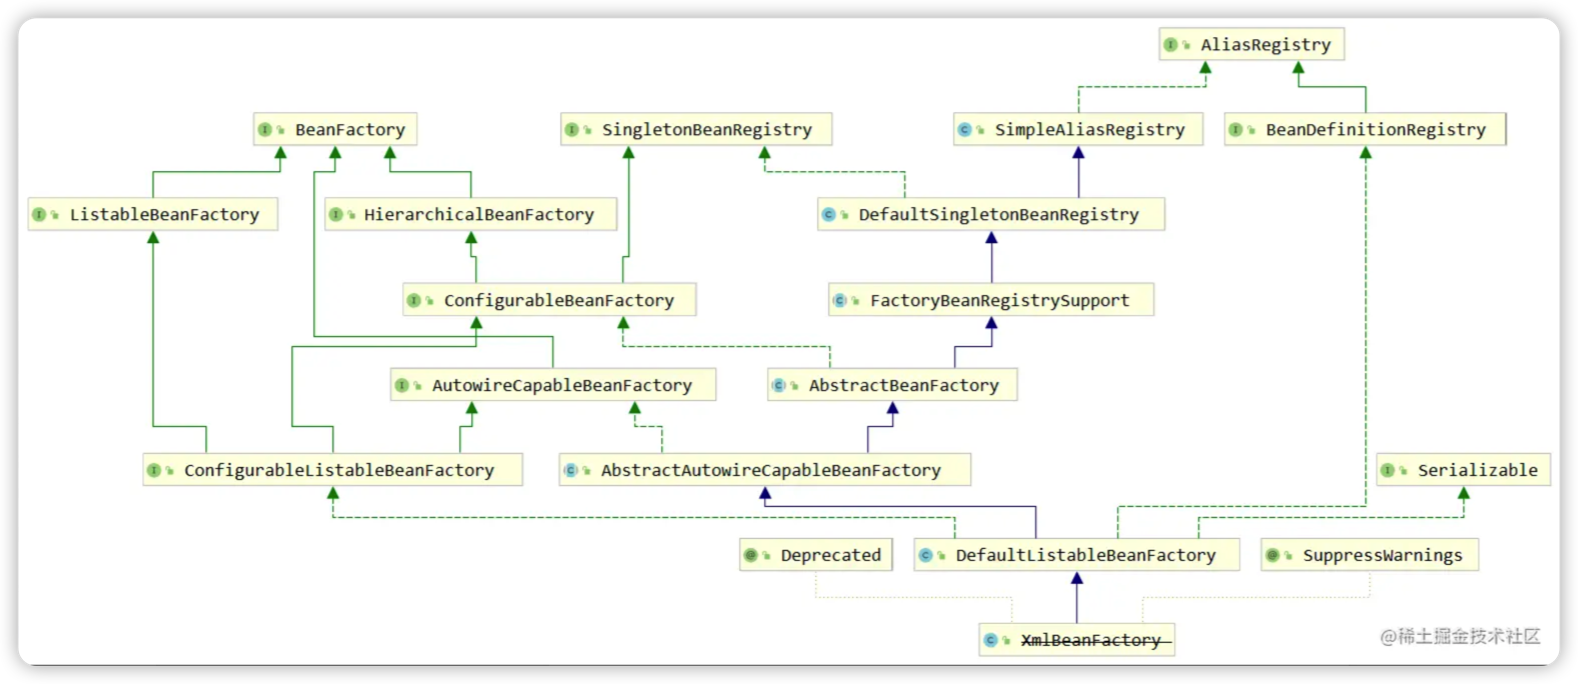 AliasRegistry
BeanFactory
SingletonBeanRegistry
SimpleAliasRegistry
BeanDefinitionRegistry
ListableBeanFactory
HierarchicalBeanFactory
DefaultSingletonBeanRegistry
ConfigurableBeanFactory
FactoryBeanRegistrySupport
AutowireCapableBeanFactory
AbstractBeanFactory
ConfigurableListableBeanFactory
AbstractAutowireCapableBeanFactory
Serializable
Deprecated
DefaultListableBeanFactory
SuppressWarnings
XmlBeanFactory
@稀土掘金技术社区